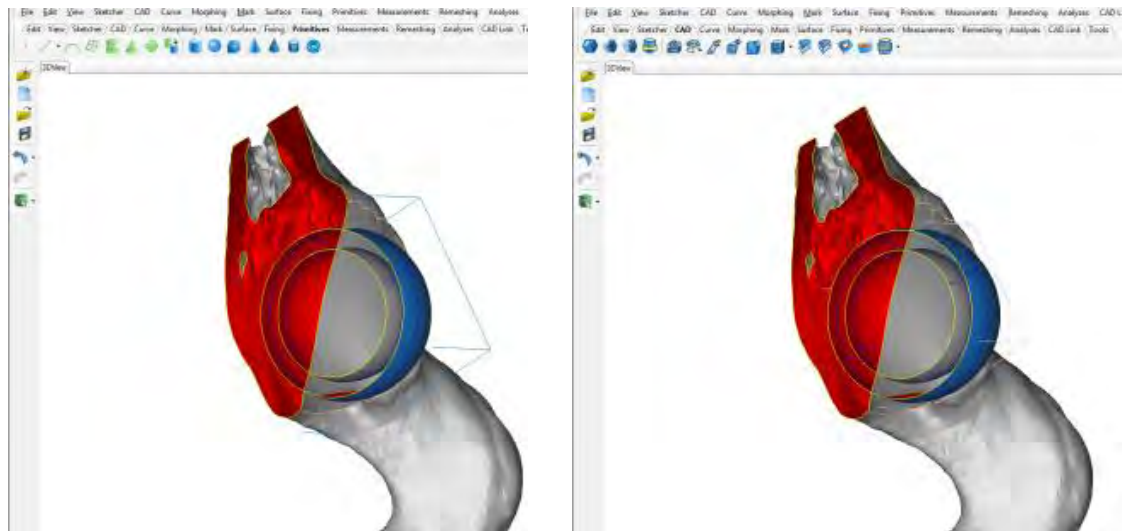 File Edit View Sketcher CAD Curve Morphing Mark Surface Fixing Primitives Measurements Remeshing Analyses
Edit View Sketcher CAD Curve Morphing Mark Surface Fixing Primitives Measurements Remeshing Analyses CAD Link
3DView
File Edit View Sketcher CAD Curve Morphing Mark Surface Fixing Primitives Measurements Remeshing Analyses
Edit View Sketcher CAD Curve Morphing Mark Surface Fixing Primitives Measurements Remeshing Analyses CAD Link Tools
3DView